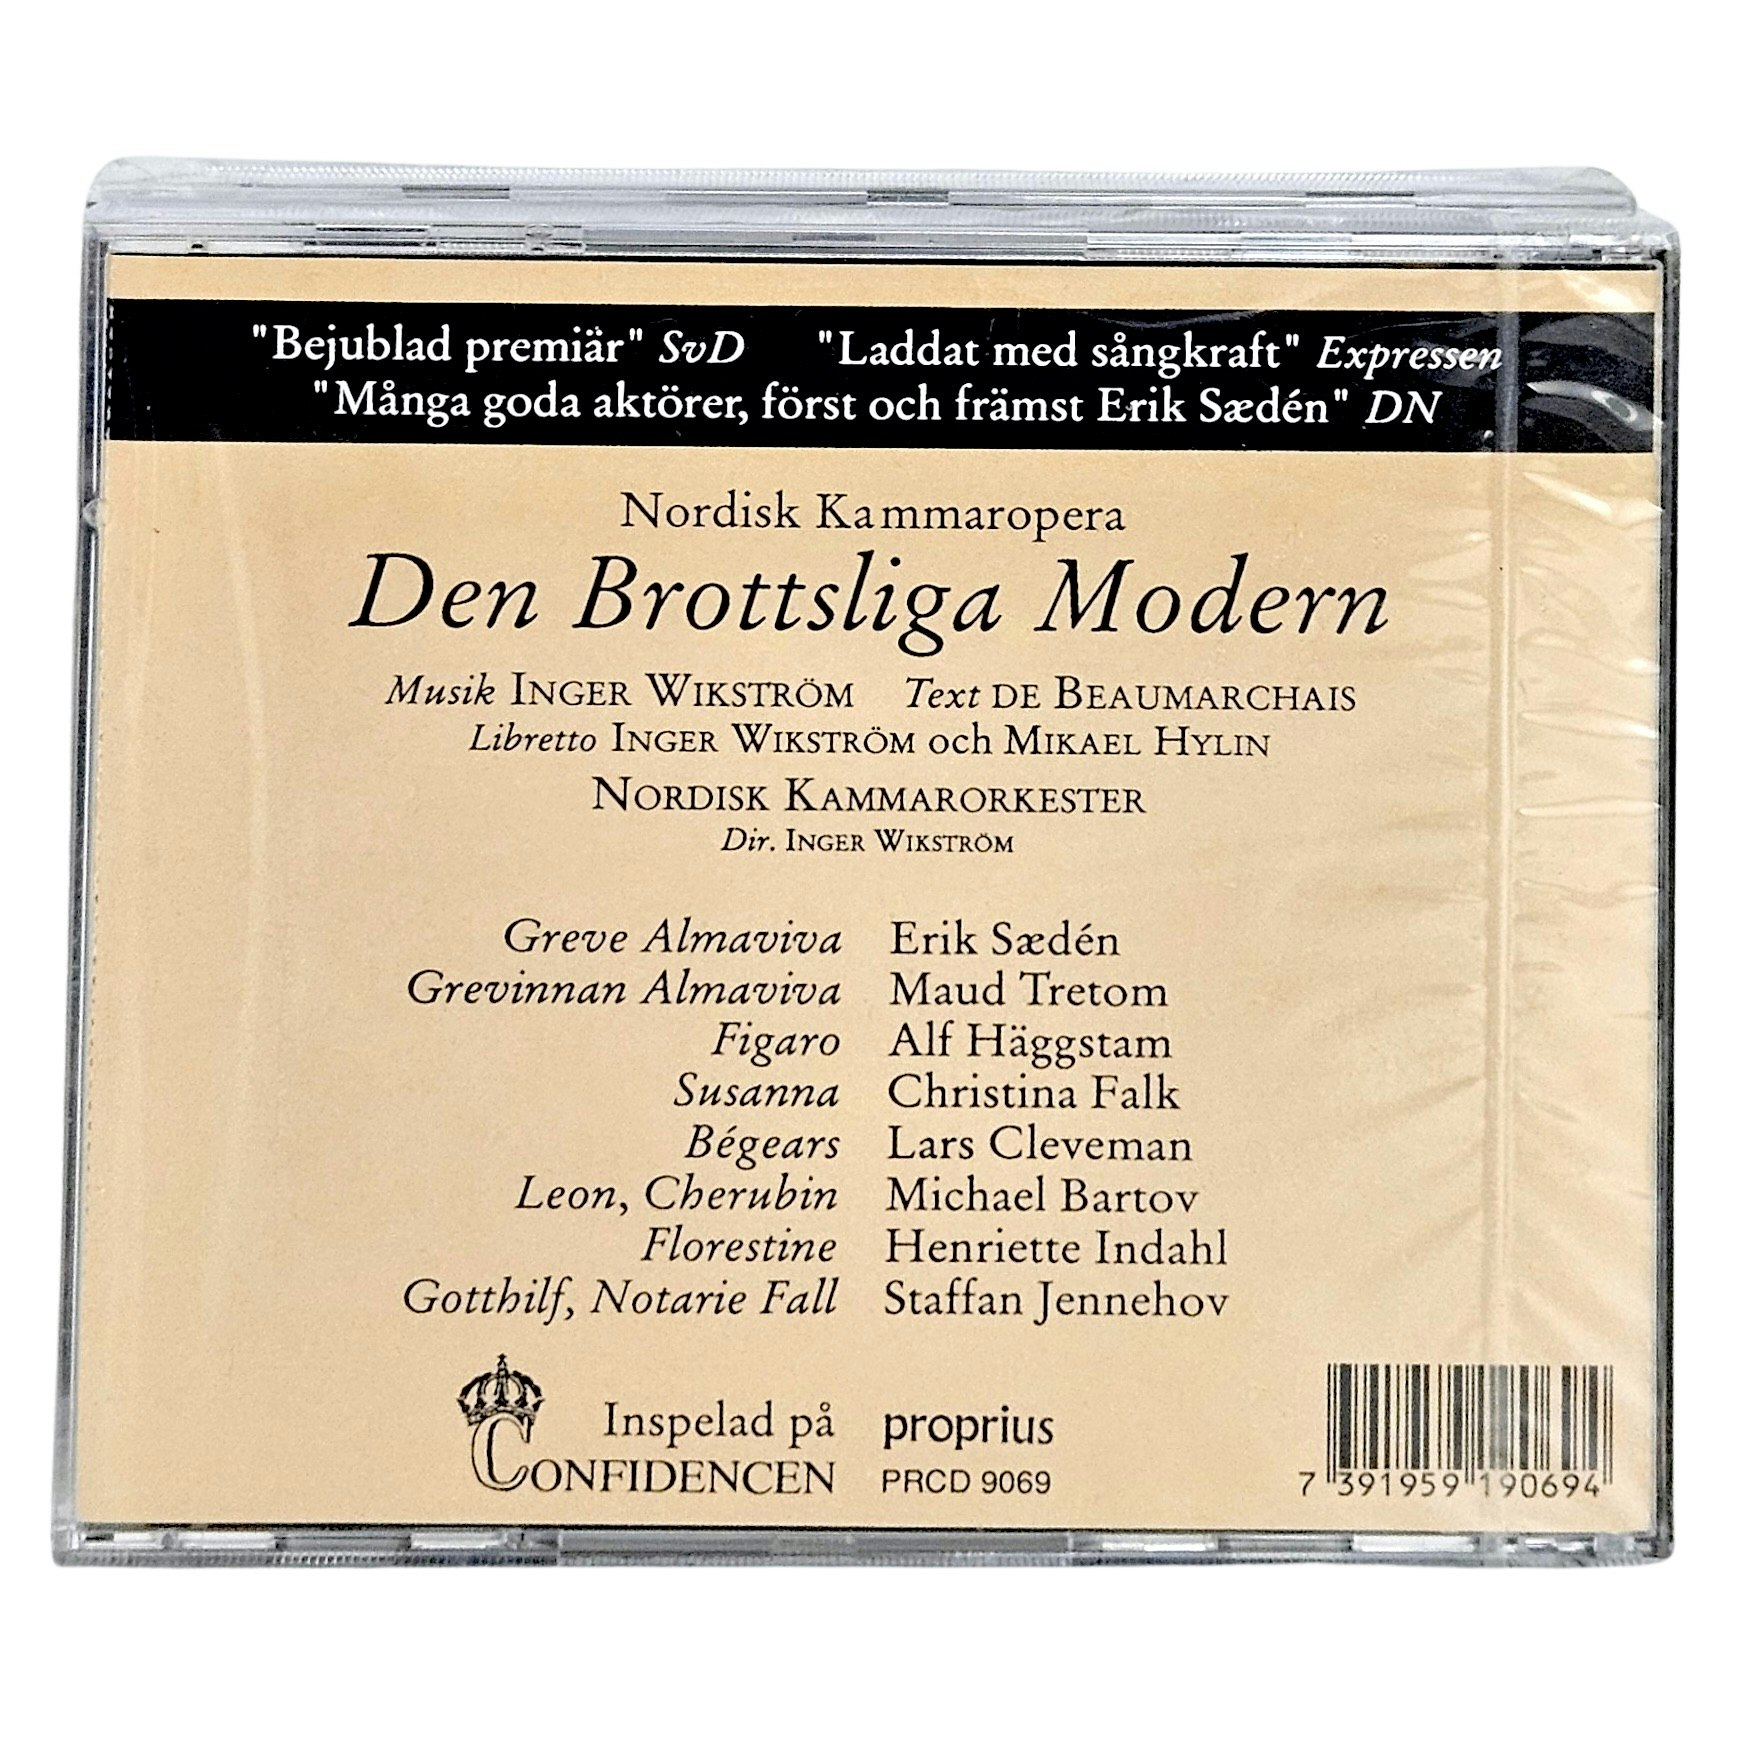 "Bejublad premiär" SvD "Laddat med sångkraft" Expressen
"Många goda aktörer, först och främst Erik Sædén" DN
Nordisk Kammaropera
Den Brottsliga Modern
Musik INGER WIKSTRÖM Text DE BEAUMARCHAIS
Libretto INGER WIKSTRÖM och MIKAEL HYLIN
NORDISK KAMMARORKESTER
Dir. INGER WIKSTRÖM
Greve Almaviva Erik Sædén
Grevinnan Almaviva Maud Tretom
Figaro Alf Häggstam
Susanna Christina Falk
Bégears Lars Cleveman
Leon, Cherubin Michael Bartov
Florestine Henriette Indahl
Gotthilf, Notarie Fall Staffan Jennehov
Inspelad på proprius
CONFIDENCEN PRCD 9069
7 391959 190694